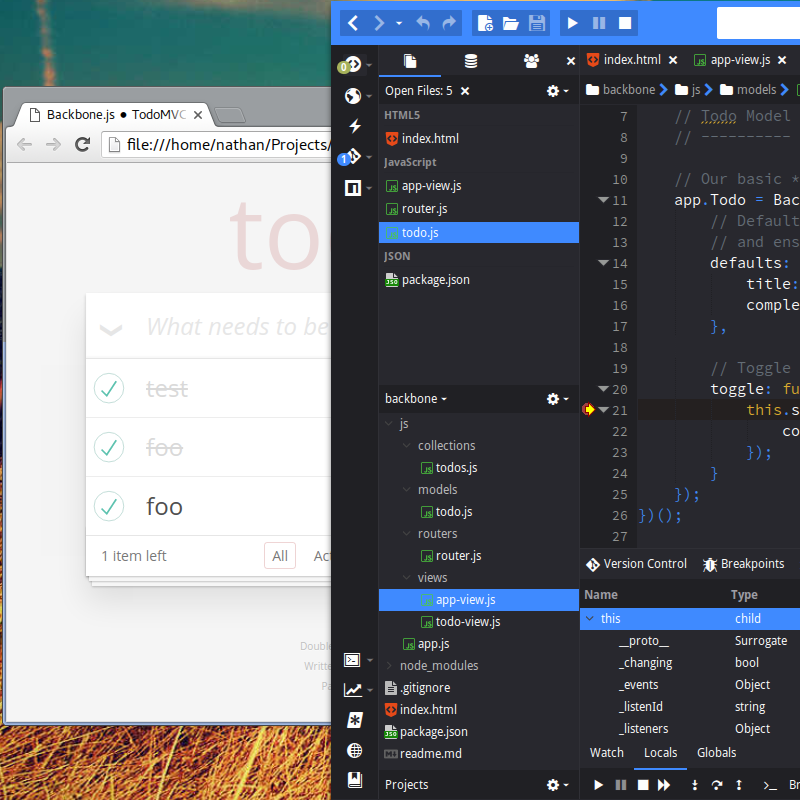 Backbone.js ● TodoMVC
file:///home/nathan/Projects/
to
What needs to be
test
foo
foo
1 item left
All
Act
Double
Writte
Pa
0
1
Open Files: 5
HTML5
index.html
JavaScript
app-view.js
router.js
todo.js
JSON
package.json
backbone
js
collections
todos.js
models
todo.js
routers
router.js
views
app-view.js
todo-view.js
app.js
node_modules
.gitignore
index.html
package.json
readme.md
Projects
index.html
app-view.js
backbone
js
models
7 // Todo Model
8 // ----------
9
10 // Our basic *
11 app.Todo = Bac
12 // Default
13 // and ens
14 defaults:
15 title:
16 comple
17 },
18
19 // Toggle
20 toggle: fu
21 this.s
22 co
23 });
24 }
25 });
26 })();
27
Version Control
Breakpoints
Name Type
this child
__proto__ Surrogate
_changing bool
_events Object
_listenId string
_listeners Object
Watch Locals Globals
Br